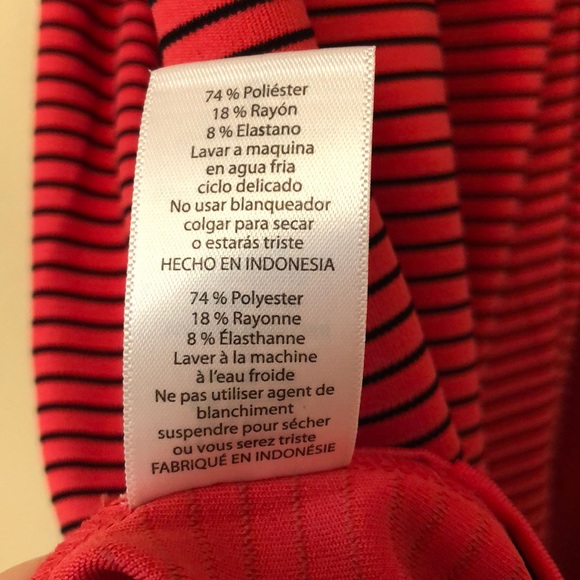 74 % Poliéster
18 % Rayón
8 % Elastano
Lavar a maquina
en agua fria
ciclo delicado
No usar blanqueador
colgar para secar
o estarás triste
HECHO EN INDONESIA
74 % Polyester
18 % Rayonne
8 % Élasthanne
Laver à la machine
à l'eau froide
Ne pas utiliser agent de
blanchiment
suspendre pour sécher
ou vous serez triste
FABRIQUÉ EN INDONÉSIE